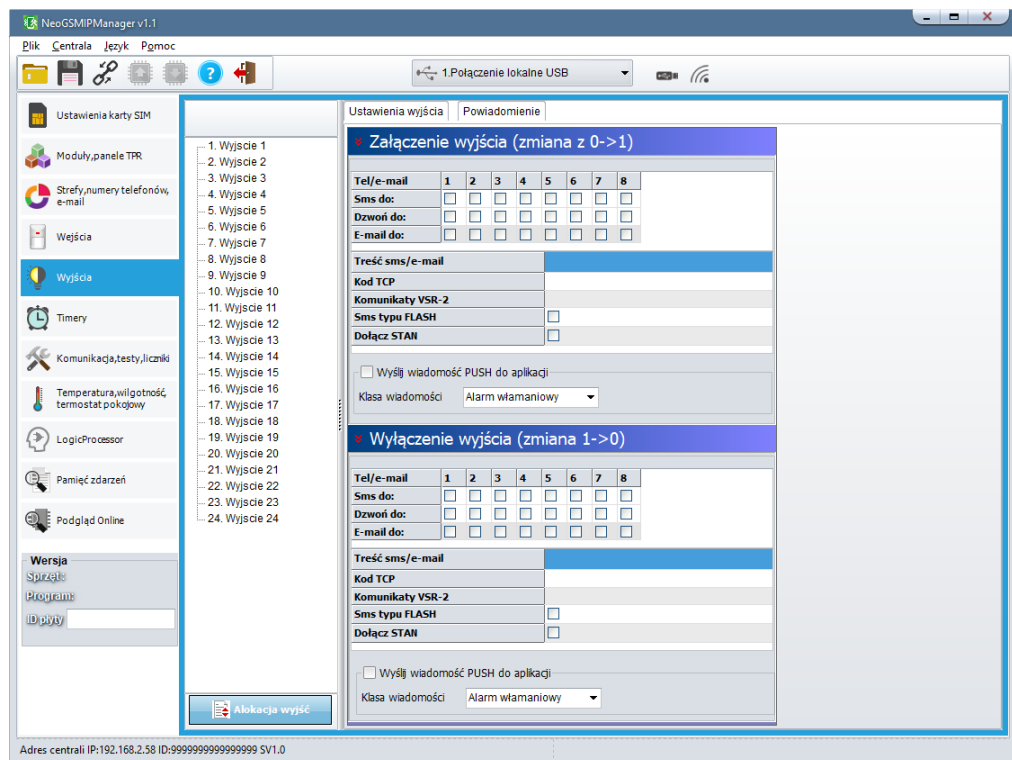 NeoGSMIPManager v1.1
Plik Centrala Język Pomoc
1.Połączenie lokalne USB
Ustawienia karty SIM
Moduły,panele TPR
Strefy,numery telefonów,
e-mail
Wejścia
Wyjścia
Timery
Komunikacja,testy,liczniki
Temperatura,wilgotność,
termostat pokojowy
LogicProcessor
Pamięć zdarzeń
Podgląd Online
Wersja
Sprzęt:
Program:
ID płyty
1. Wyjscie 1
2. Wyjscie 2
3. Wyjscie 3
4. Wyjscie 4
5. Wyjscie 5
6. Wyjscie 6
7. Wyjscie 7
8. Wyjscie 8
9. Wyjscie 9
10. Wyjscie 10
11. Wyjscie 11
12. Wyjscie 12
13. Wyjscie 13
14. Wyjscie 14
15. Wyjscie 15
16. Wyjscie 16
17. Wyjscie 17
18. Wyjscie 18
19. Wyjscie 19
20. Wyjscie 20
21. Wyjscie 21
22. Wyjscie 22
23. Wyjscie 23
24. Wyjscie 24
Alokacja wyjść
Ustawienia wyjścia Powiadomienie
Załączenie wyjścia (zmiana z 0->1)
Tel/e-mail 1 2 3 4 5 6 7 8
Sms do:
Dzwoń do:
E-mail do:
Treść sms/e-mail
Kod TCP
Komunikaty VSR-2
Sms typu FLASH
Dołącz STAN
Wyślij wiadomość PUSH do aplikacji
Klasa wiadomości Alarm włamaniowy
Wyłączenie wyjścia (zmiana 1->0)
Tel/e-mail 1 2 3 4 5 6 7 8
Sms do:
Dzwoń do:
E-mail do:
Treść sms/e-mail
Kod TCP
Komunikaty VSR-2
Sms typu FLASH
Dołącz STAN
Wyślij wiadomość PUSH do aplikacji
Klasa wiadomości Alarm włamaniowy
Adres centrali IP:192.168.2.58 ID:9999999999999999 SV1.0